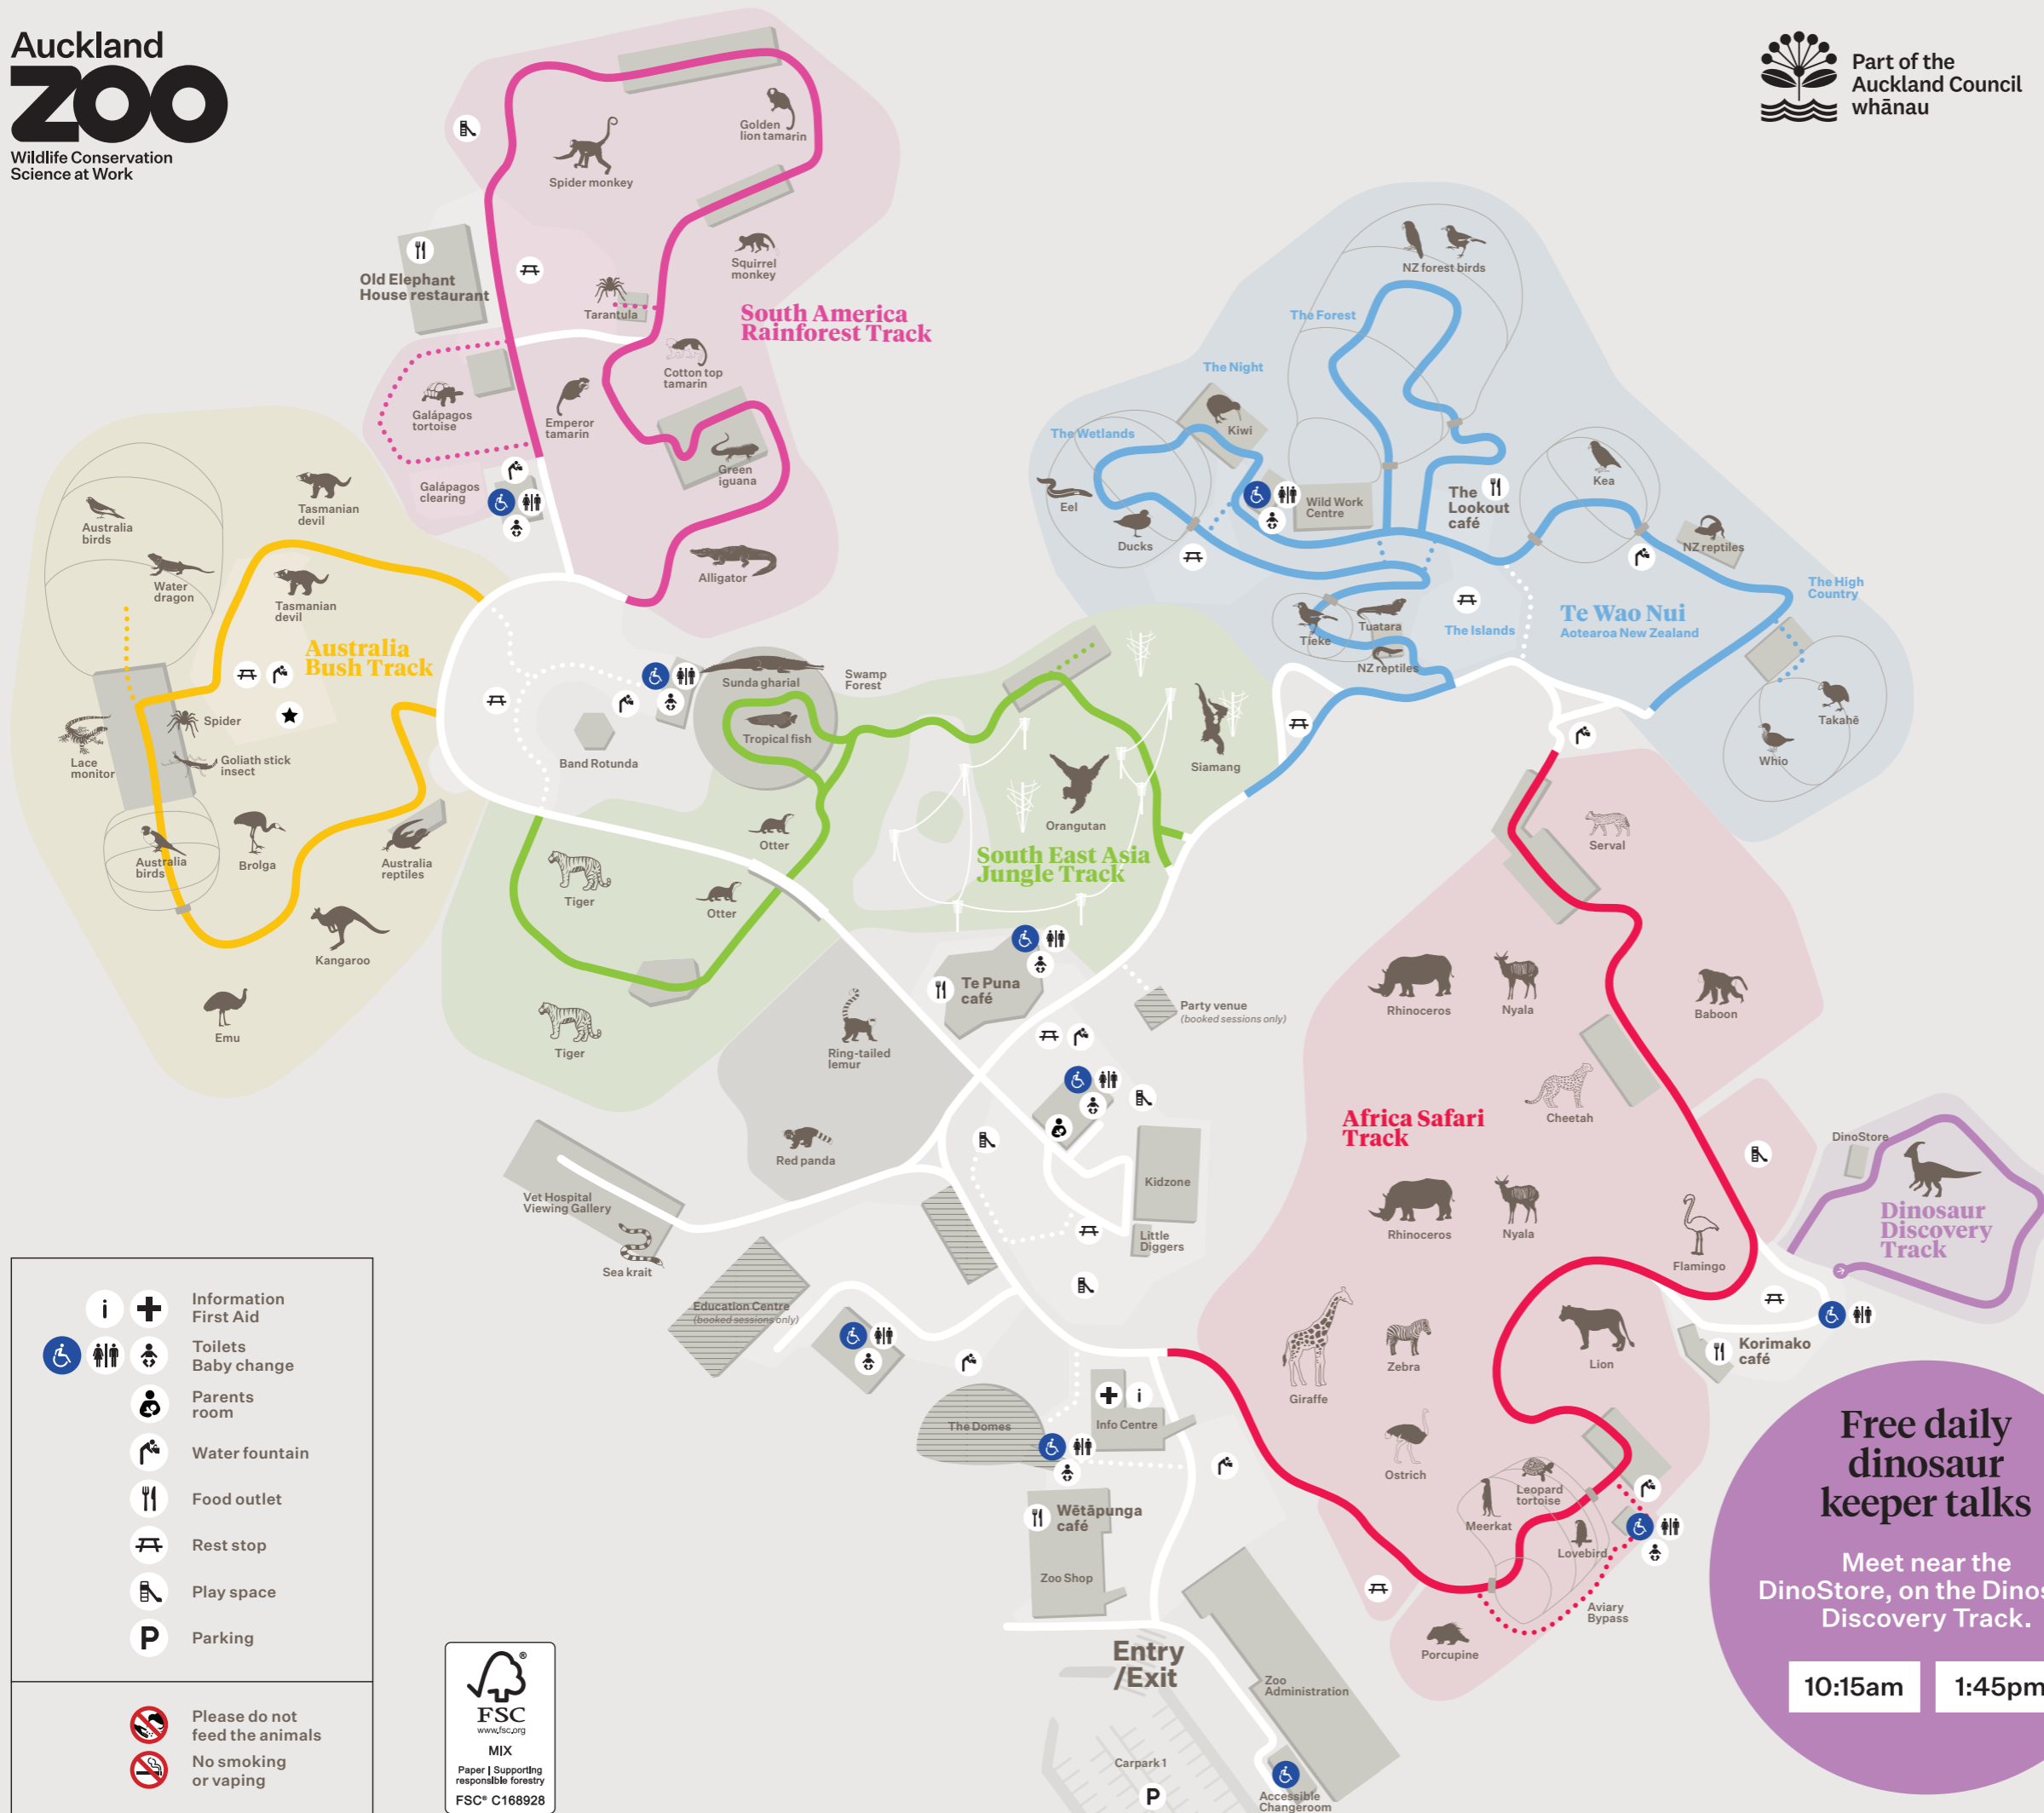 Auckland
ZOO
Wildlife Conservation
Science at Work
Part of the
Auckland Council
whānau
Golden
lion tamarin
Spider monkey
Squirrel
monkey
Old Elephant
House restaurant
Tarantula
South America
Rainforest Track
Cotton top
tamarin
Galápagos
tortoise
Emperor
tamarin
Green
iguana
Galápagos
clearing
Alligator
NZ forest birds
The Forest
The Night
Kiwi
The Wetlands
Eel
Ducks
Wild Work
Centre
The
Lookout
café
Kea
NZ reptiles
The High
Country
Te Wao Nui
Aotearoa New Zealand
Tīeke
Tuatara
The Islands
NZ reptiles
Takahē
Whio
Australia
birds
Tasmanian
devil
Water
dragon
Tasmanian
devil
Australia
Bush Track
Spider
Lace
monitor
Goliath stick
insect
Australia
birds
Brolga
Australia
reptiles
Kangaroo
Emu
Band Rotunda
Sunda gharial
Swamp
Forest
Tropical fish
Siamang
Orangutan
Otter
South East Asia
Jungle Track
Tiger
Otter
Tiger
Te Puna
café
Party venue
(booked sessions only)
Ring-tailed
lemur
Red panda
Vet Hospital
Viewing Gallery
Sea krait
Kidzone
Little
Diggers
Education Centre
(booked sessions only)
The Domes
Info Centre
Wētāpunga
café
Zoo Shop
Entry
/Exit
Zoo
Administration
Carpark 1
P
Accessible
Changeroom
Serval
Rhinoceros
Nyala
Baboon
Cheetah
Africa Safari
Track
Rhinoceros
Nyala
Flamingo
Giraffe
Zebra
Lion
Ostrich
Leopard
tortoise
Meerkat
Lovebird
Aviary
Bypass
Porcupine
Korimako
café
DinoStore
Dinosaur
Discovery
Track
Free daily
dinosaur
keeper talks
Meet near the
DinoStore, on the Dinos
Discovery Track.
10:15am
1:45pm
i
Information
First Aid
Toilets
Baby change
Parents
room
Water fountain
Food outlet
Rest stop
Play space
P
Parking
Please do not
feed the animals
No smoking
or vaping
FSC
www.fsc.org
MIX
Paper | Supporting
responsible forestry
FSC® C168928